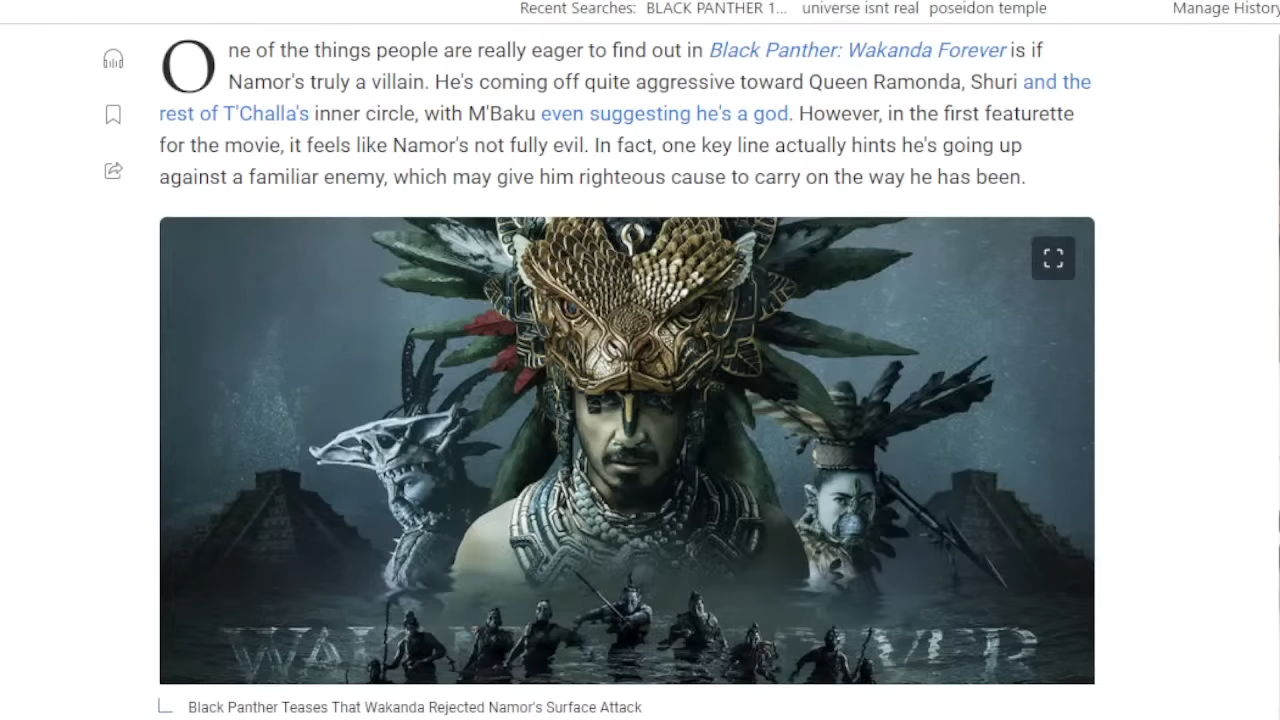 Recent Searches: BLACK PANTHER 1... universe isnt real poseidon temple Manage History
One of the things people are really eager to find out in Black Panther: Wakanda Forever is if
Namor's truly a villain. He's coming off quite aggressive toward Queen Ramonda, Shuri and the
rest of T'Challa's inner circle, with M'Baku even suggesting he's a god. However, in the first featurette
for the movie, it feels like Namor's not fully evil. In fact, one key line actually hints he's going up
against a familiar enemy, which may give him righteous cause to carry on the way he has been.
Black Panther Teases That Wakanda Rejected Namor's Surface Attack